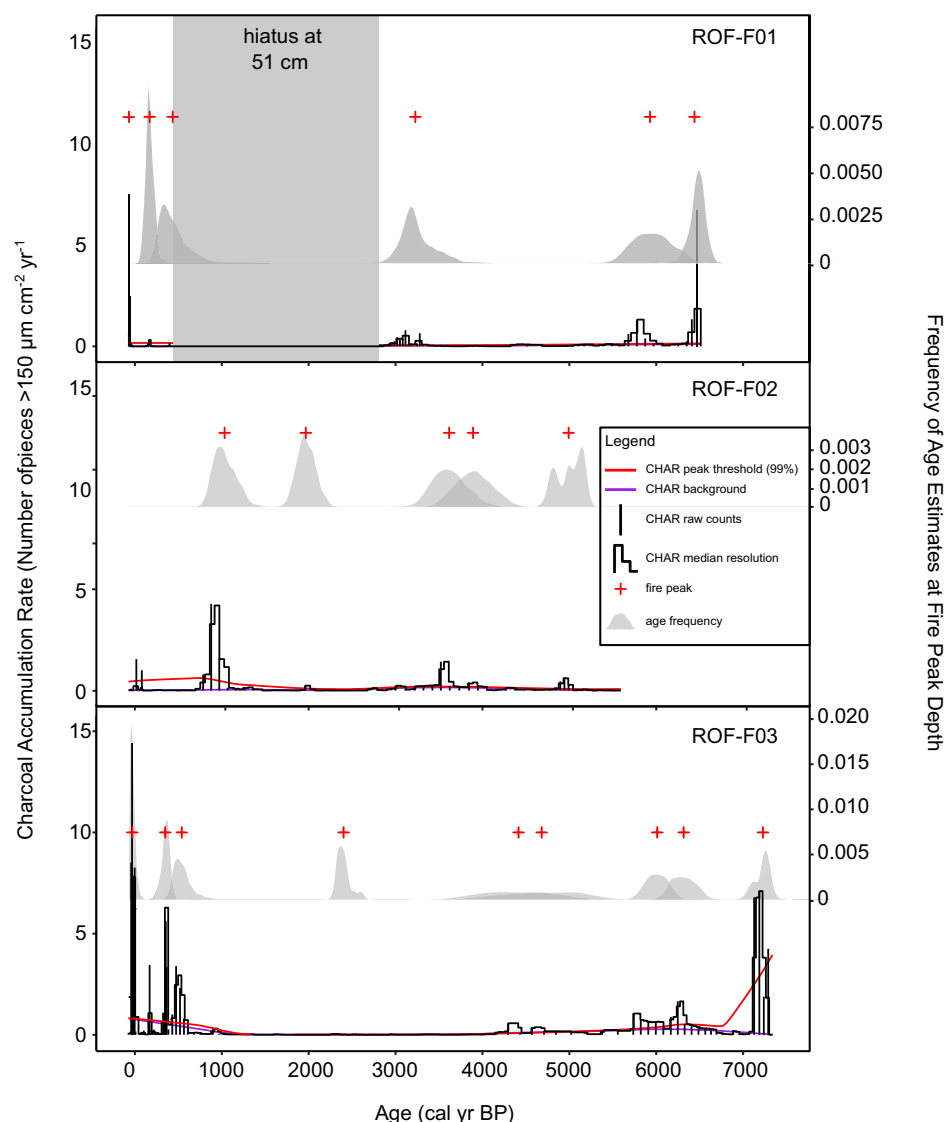 ROF-F01
hiatus at
51 cm
15
10
5
0
0.0075
0.0050
0.0025
0
ROF-F02
15
10
5
0
0.003
0.002
0.001
0
Legend
CHAR peak threshold (99%)
CHAR background
CHAR raw counts
CHAR median resolution
fire peak
age frequency
ROF-F03
15
10
5
0
0.020
0.015
0.010
0.005
0
0 1000 2000 3000 4000 5000 6000 7000
Age (cal yr BP)
Charcoal Accumulation Rate (Number ofpieces >150 µm cm⁻² yr⁻¹
Frequency of Age Estimates at Fire Peak Depth